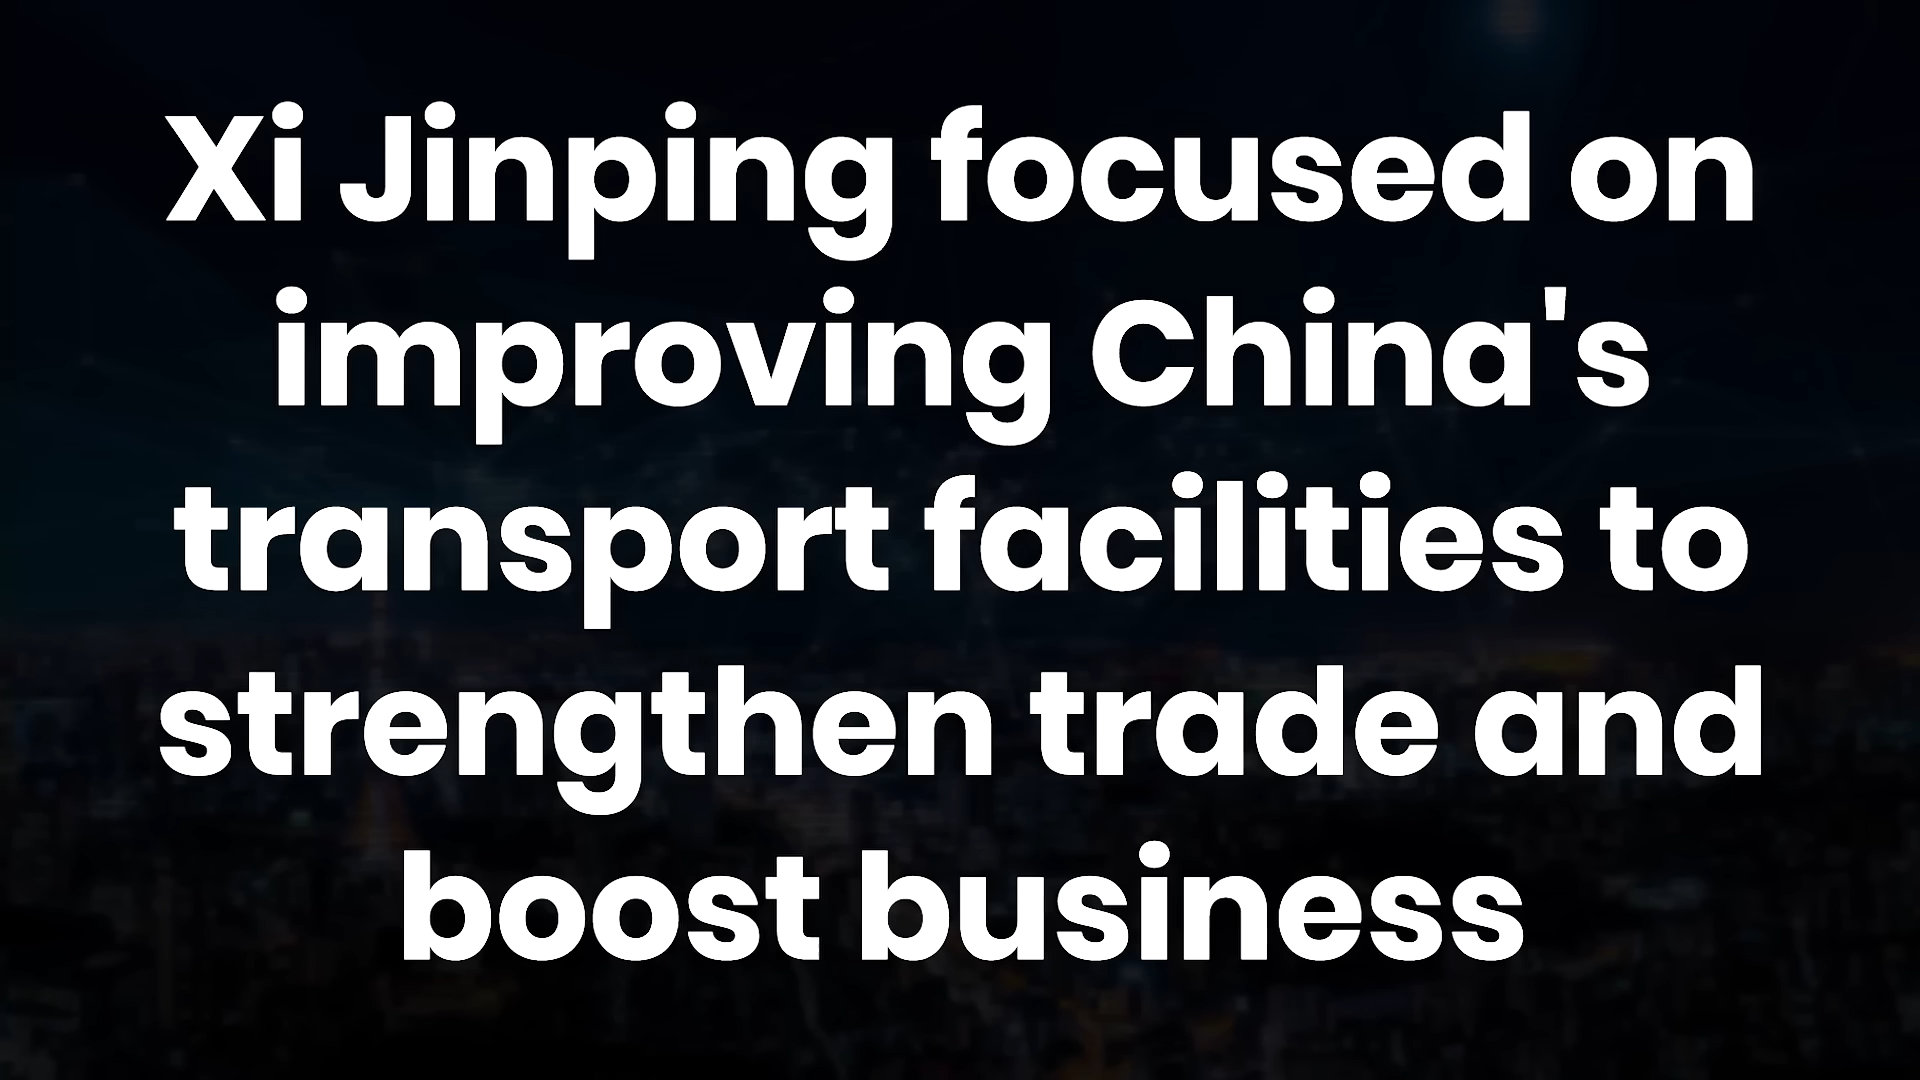 Xi Jinping focused on
improving China's
transport facilities to
strengthen trade and
boost business